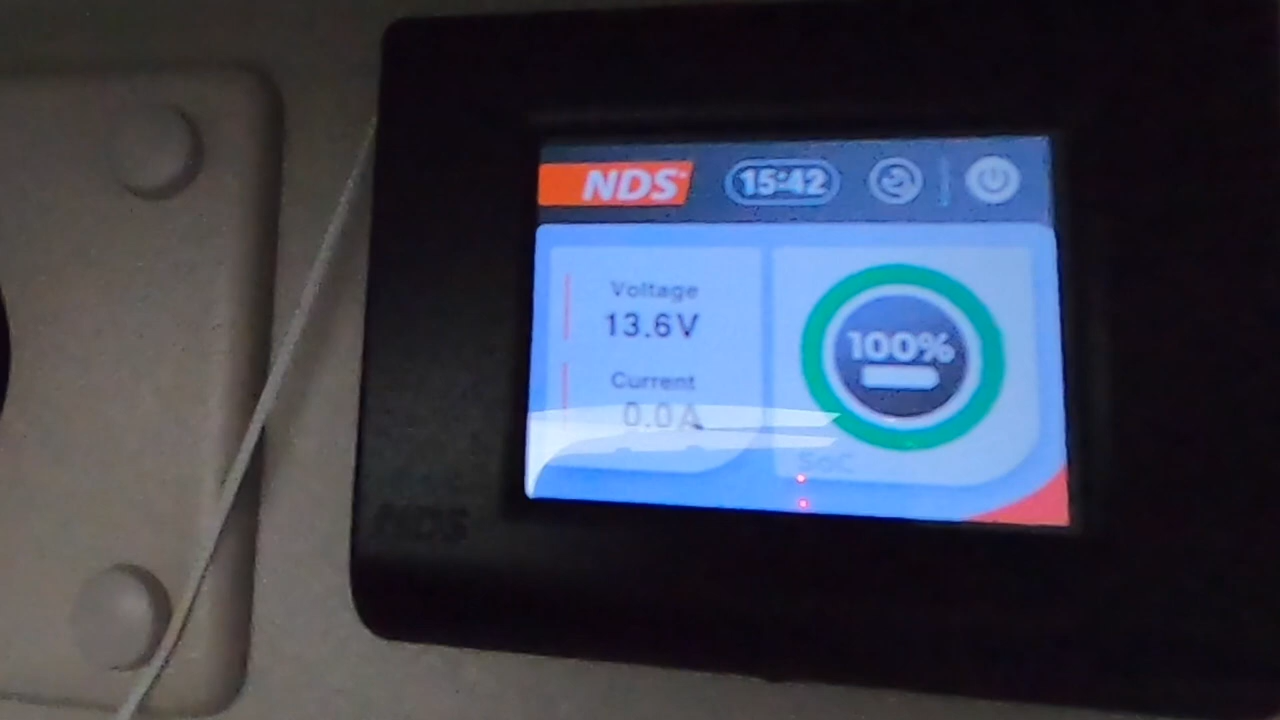 NDS
15:42
Voltage
13.6V
Current
0.0A
100%
SoC
NDS